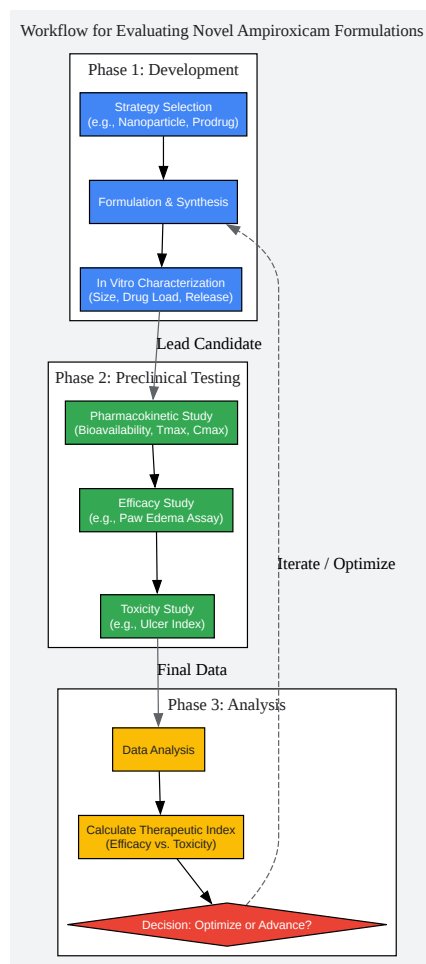 Workflow for Evaluating Novel Ampiroxicam Formulations
Phase 1: Development
Strategy Selection
(e.g., Nanoparticle, Prodrug)
Formulation & Synthesis
In Vitro Characterization
(Size, Drug Load, Release)
Lead Candidate
Phase 2: Preclinical Testing
Pharmacokinetic Study
(Bioavailability, Tmax, Cmax)
Efficacy Study
(e.g., Paw Edema Assay)
Iterate / Optimize
Toxicity Study
(e.g., Ulcer Index)
Final Data
Phase 3: Analysis
Data Analysis
Calculate Therapeutic Index
(Efficacy vs. Toxicity)
Decision: Optimize or Advance?